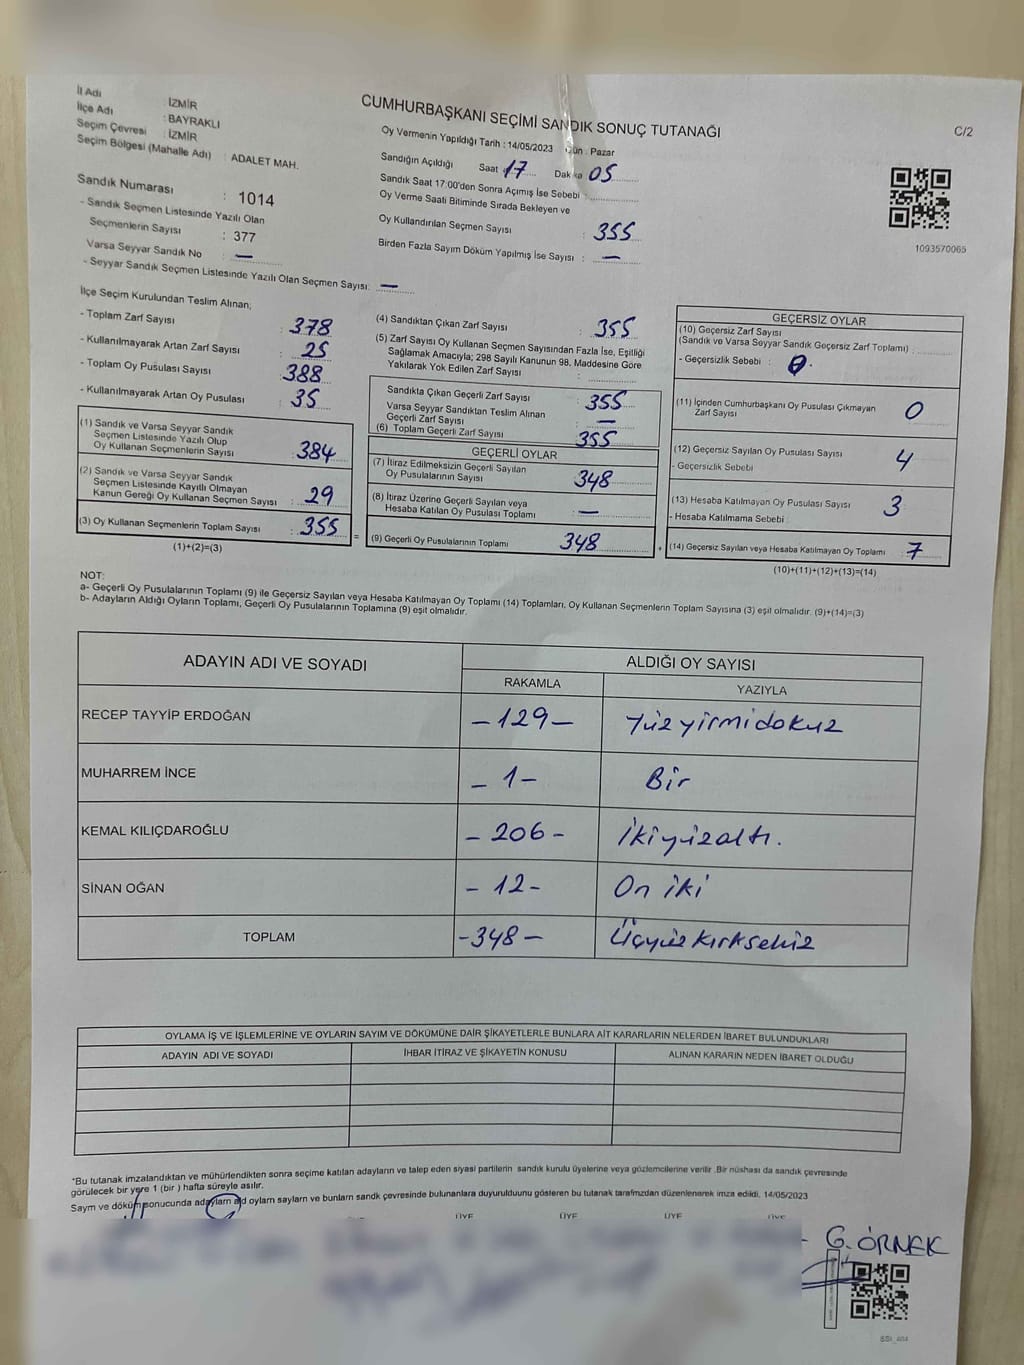 İl Adı İZMİR
İlçe Adı : BAYRAKLI
Seçim Çevresi : İZMİR
Seçim Bölgesi (Mahalle Adı) : ADALET MAH.
CUMHURBAŞKANI SEÇİMİ SANDIK SONUÇ TUTANAĞI
C/2
Oy Vermenin Yapıldığı Tarih : 14/05/2023 Gün : Pazar
Sandığın Açıldığı Saat 17 Dakika 05
Sandık Saat 17:00'den Sonra Açımış İse Sebebi :
Oy Verme Saati Bitiminde Sırada Bekleyen ve
Oy Kullandırılan Seçmen Sayısı : 355
Birden Fazla Sayım Döküm Yapılmış İse Sayısı : —
1093570065
Sandık Numarası : 1014
- Sandık Seçmen Listesinde Yazılı Olan
Seçmenlerin Sayısı : 377
Varsa Seyyar Sandık No : —
- Seyyar Sandık Seçmen Listesinde Yazılı Olan Seçmen Sayısı: —
İlçe Seçim Kurulundan Teslim Alınan;
- Toplam Zarf Sayısı : 378
- Kullanılmayarak Artan Zarf Sayısı : 25
- Toplam Oy Pusulası Sayısı : 388
- Kullanılmayarak Artan Oy Pusulası : 35
(1) Sandık ve Varsa Seyyar Sandık
Seçmen Listesinde Yazılı Olup
Oy Kullanan Seçmenlerin Sayısı : 384
(2) Sandık ve Varsa Seyyar Sandık
Seçmen Listesinde Kayıtlı Olmayan
Kanun Gereği Oy Kullanan Seçmen Sayısı : 29
(3) Oy Kullanan Seçmenlerin Toplam Sayısı : 355
(1)+(2)=(3)
=
(4) Sandıktan Çıkan Zarf Sayısı : 355
(5) Zarf Sayısı Oy Kullanan Seçmen Sayısından Fazla İse, Eşitliği
Sağlamak Amacıyla; 298 Sayılı Kanunun 98. Maddesine Göre
Yakılarak Yok Edilen Zarf Sayısı :
Sandıkta Çıkan Geçerli Zarf Sayısı : 355
Varsa Seyyar Sandıktan Teslim Alınan
Geçerli Zarf Sayısı : —
(6) Toplam Geçerli Zarf Sayısı 355
GEÇERLİ OYLAR
(7) İtiraz Edilmeksizin Geçerli Sayılan
Oy Pusulalarının Sayısı : 348
(8) İtiraz Üzerine Geçerli Sayılan veya
Hesaba Katılan Oy Pusulası Toplamı : —
(9) Geçerli Oy Pusulalarının Toplamı : 348
+
GEÇERSİZ OYLAR
(10) Geçersiz Zarf Sayısı
(Sandık ve Varsa Seyyar Sandık Geçersiz Zarf Toplamı) :
- Geçersizlik Sebebi : 0
(11) İçinden Cumhurbaşkanı Oy Pusulası Çıkmayan
Zarf Sayısı 0
(12) Geçersiz Sayılan Oy Pusulası Sayısı : 4
- Geçersizlik Sebebi :
(13) Hesaba Katılmayan Oy Pusulası Sayısı : 3
- Hesaba Katılmama Sebebi :
(14) Geçersiz Sayılan veya Hesaba Katılmayan Oy Toplamı : 7
(10)+(11)+(12)+(13)=(14)
NOT:
a- Geçerli Oy Pusulalarının Toplamı (9) ile Geçersiz Sayılan veya Hesaba Katılmayan Oy Toplamı (14) Toplamları, Oy Kullanan Seçmenlerin Toplam Sayısına (3) eşit olmalıdır. (9)+(14)=(3)
b- Adayların Aldığı Oyların Toplamı, Geçerli Oy Pusulalarının Toplamına (9) eşit olmalıdır.
ADAYIN ADI VE SOYADI ALDIĞI OY SAYISI
RAKAMLA YAZIYLA
RECEP TAYYİP ERDOĞAN -129- Yüzyirmidokuz
MUHARREM İNCE -1- Bir
KEMAL KILIÇDAROĞLU -206- İkiyüzaltı.
SİNAN OĞAN -12- On iki
TOPLAM -348- Üçyüzkırksekiz
OYLAMA İŞ VE İŞLEMLERİNE VE OYLARIN SAYIM VE DÖKÜMÜNE DAİR ŞİKAYETLERLE BUNLARA AİT KARARLARIN NELERDEN İBARET BULUNDUKLARI
ADAYIN ADI VE SOYADI İHBAR İTİRAZ VE ŞİKAYETİN KONUSU ALINAN KARARIN NEDEN İBARET OLDUĞU
*Bu tutanak imzalandıktan ve mühürlendikten sonra seçime katılan adayların ve talep eden siyasi partilerin sandık kurulu üyelerine veya gözlemcilerine verilir .Bir nüshası da sandık çevresinde
görülecek bir yere 1 (bir ) hafta süreyle asılır.
Saym ve döküm sonucunda adaylarn ald oylarn saylarn ve bunlarn sandk çevresinde bulunanlara duyurulduunu gösteren bu tutanak tarafmzdan düzenlenerek imza edildi. 14/05/2023
ÜYE ÜYE ÜYE ÜYE
G. ÖRNEK